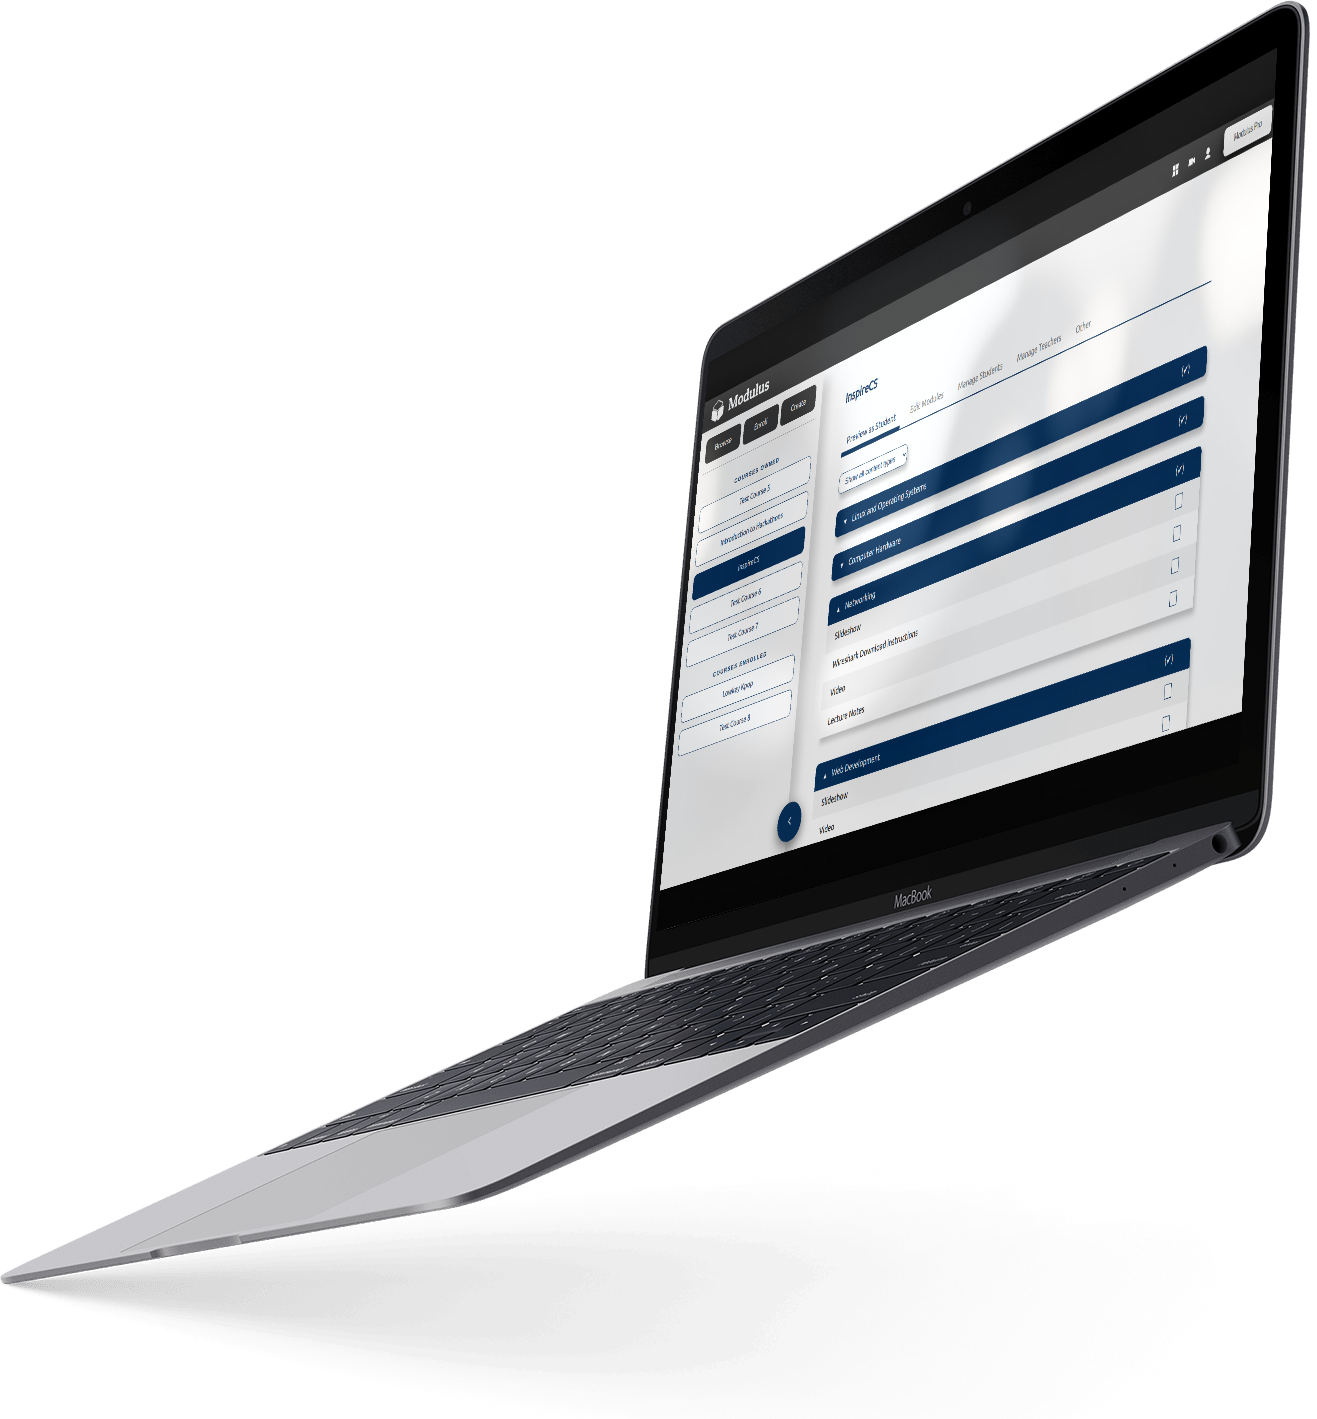 Modulus Pro
Modulus
Browse
Enroll
Create
COURSES OWNED
Test Course 5
Introduction to Hackathons
InspireCS
Test Course 6
Test Course 7
COURSES ENROLLED
Lowkey Kpop
Test Course 8
InspireCS
Preview as Student
Edit Modules
Manage Students
Manage Teachers
Other
Show all content types
Linux and Operating Systems
Computer Hardware
Networking
Slideshow
Wireshark Download Instructions
Video
Lecture Notes
Web Development
Slideshow
Video
MacBook